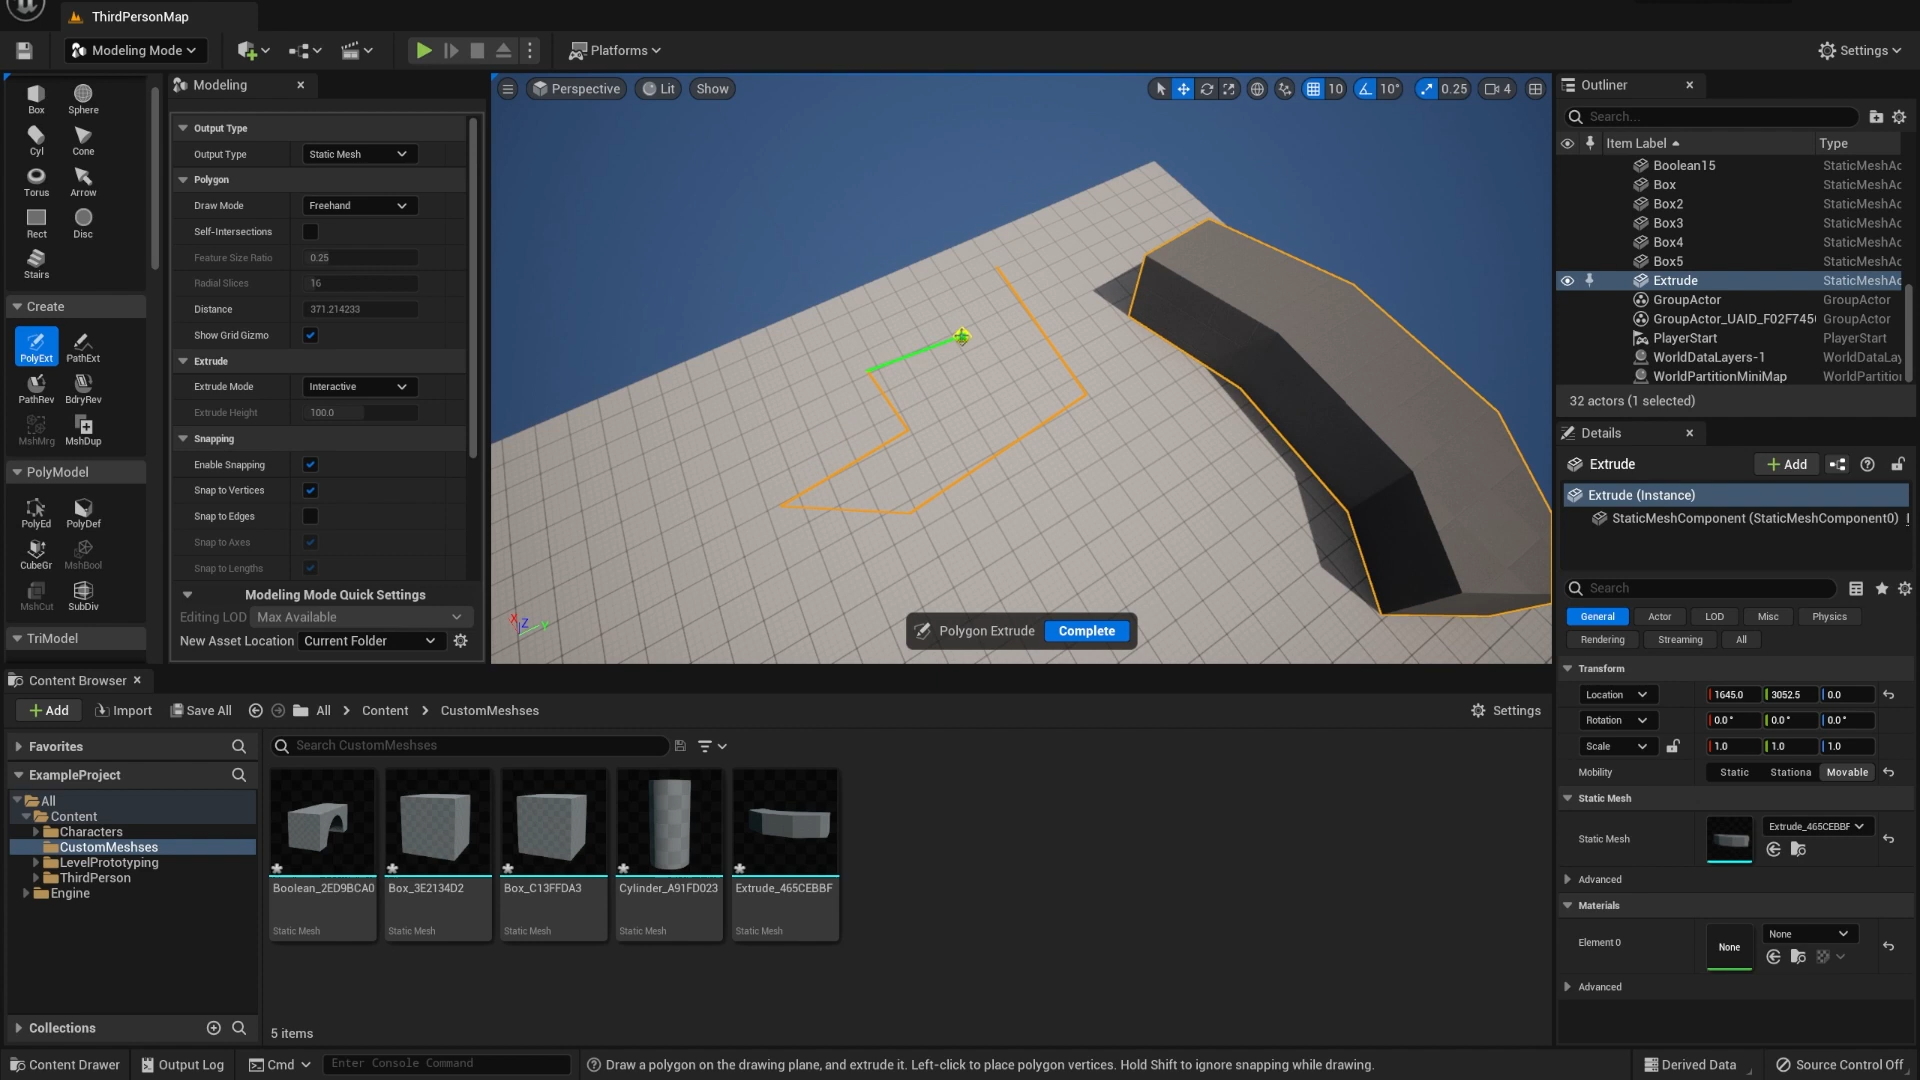 ThirdPersonMap
Modeling Mode
Platforms
Settings
Box
Sphere
Cyl
Cone
Torus
Arrow
Rect
Disc
Stairs
Create
PolyExt
PathExt
PathRev
BdryRev
MshMrg
MshDup
PolyModel
PolyEd
PolyDef
CubeGr
MshBool
MshCut
SubDiv
TriModel
Modeling
Output Type
Output Type
Static Mesh
Polygon
Draw Mode
Freehand
Self-Intersections
Feature Size Ratio
0.25
Radial Slices
16
Distance
371.214233
Show Grid Gizmo
Extrude
Extrude Mode
Interactive
Extrude Height
100.0
Snapping
Enable Snapping
Snap to Vertices
Snap to Edges
Snap to Axes
Snap to Lengths
Modeling Mode Quick Settings
Editing LOD
Max Available
New Asset Location
Current Folder
Perspective
Lit
Show
10
10°
0.25
4
X
Z
Y
Polygon Extrude
Complete
Outliner
Search...
Item Label
Type
Boolean15 StaticMeshAc
Box StaticMeshAc
Box2 StaticMeshAc
Box3 StaticMeshAc
Box4 StaticMeshAc
Box5 StaticMeshAc
Extrude StaticMeshAc
GroupActor GroupActor
GroupActor_UAID_F02F745 GroupActor
PlayerStart PlayerStart
WorldDataLayers-1 WorldDataLay
WorldPartitionMiniMap WorldPartition
32 actors (1 selected)
Details
Extrude
Add
Extrude (Instance)
StaticMeshComponent (StaticMeshComponent0)
Search
General
Actor
LOD
Misc
Physics
Rendering
Streaming
All
Transform
Location
1645.0
3052.5
0.0
Rotation
0.0°
0.0°
0.0°
Scale
1.0
1.0
1.0
Mobility
Static
Stationa
Movable
Static Mesh
Static Mesh
Extrude_465CEBBF
Advanced
Materials
Element 0
None
None
Advanced
Content Browser
Add
Import
Save All
All
Content
CustomMeshses
Settings
Favorites
ExampleProject
All
Content
Characters
CustomMeshses
LevelPrototyping
ThirdPerson
Engine
Collections
Search CustomMeshses
Boolean_2ED9BCA0
Static Mesh
Box_3E2134D2
Static Mesh
Box_C13FFDA3
Static Mesh
Cylinder_A91FD023
Static Mesh
Extrude_465CEBBF
Static Mesh
5 items
Content Drawer
Output Log
Cmd
Enter Console Command
Draw a polygon on the drawing plane, and extrude it. Left-click to place polygon vertices. Hold Shift to ignore snapping while drawing.
Derived Data
Source Control Off